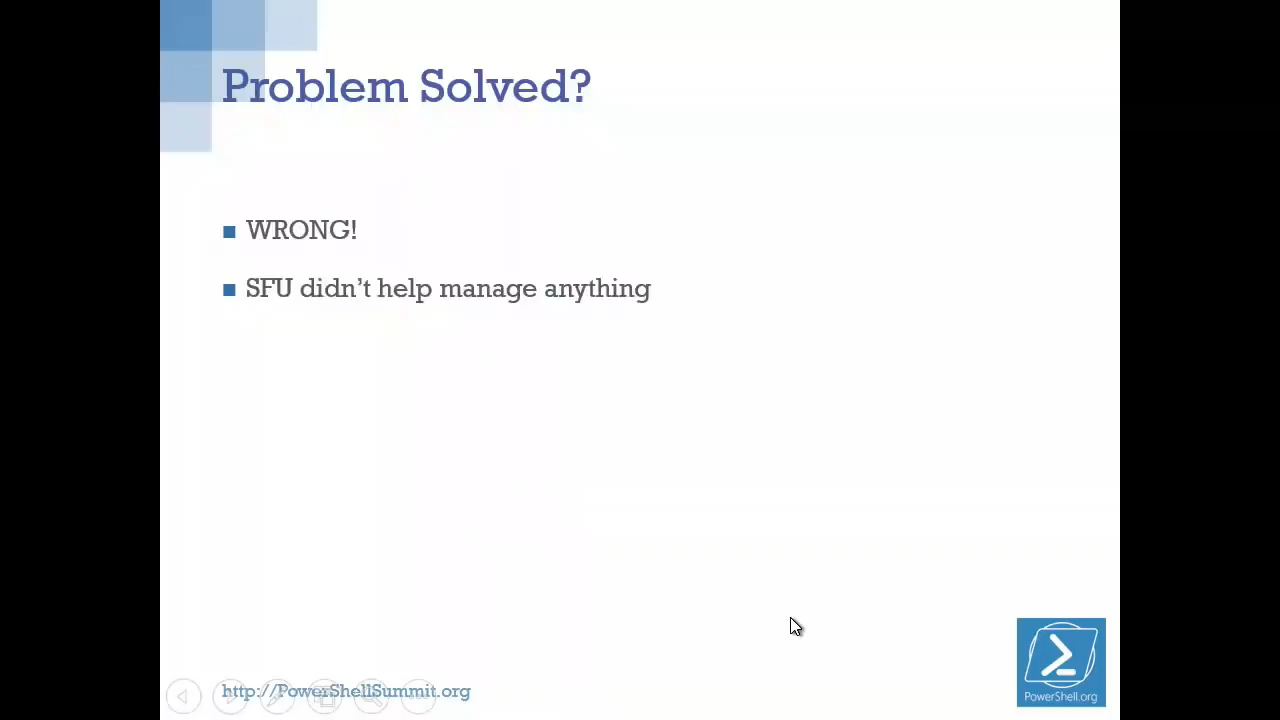 Problem Solved?
WRONG!
SFU didn't help manage anything
http://PowerShellSummit.org
PowerShell.org